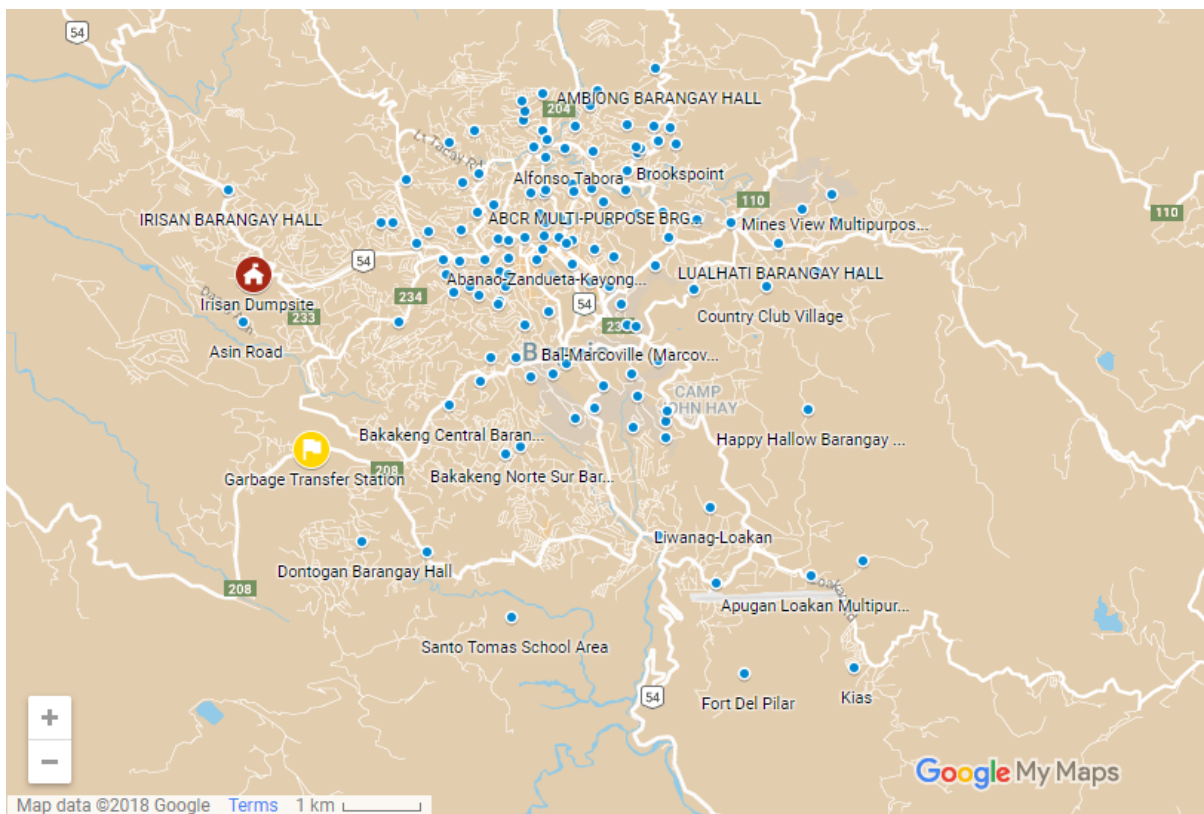 54
AMBIONG BARANGAY HALL
204
Lt Tacay Rd
Alfonso Tabora
Brookspoint
110
110
IRISAN BARANGAY HALL
ABCR MULTI-PURPOSE BRG...
Mines View Multipurpos...
54
LUALHATI BARANGAY HALL
Abanao-Zandueta-Kayong...
Irisan Dumpsite
234
54
233
Country Club Village
Asin Road
Bal-Marcoville (Marcov...
CAMP
JOHN HAY
Bakakeng Central Baran...
Happy Hallow Barangay ...
208
Garbage Transfer Station
Bakakeng Norte Sur Bar...
Liwanag-Loakan
Dontogan Barangay Hall
208
Apugan Loakan Multipur...
Santo Tomas School Area
54
Fort Del Pilar
Kias
+
−
Google My Maps
Map data ©2018 Google Terms 1 km